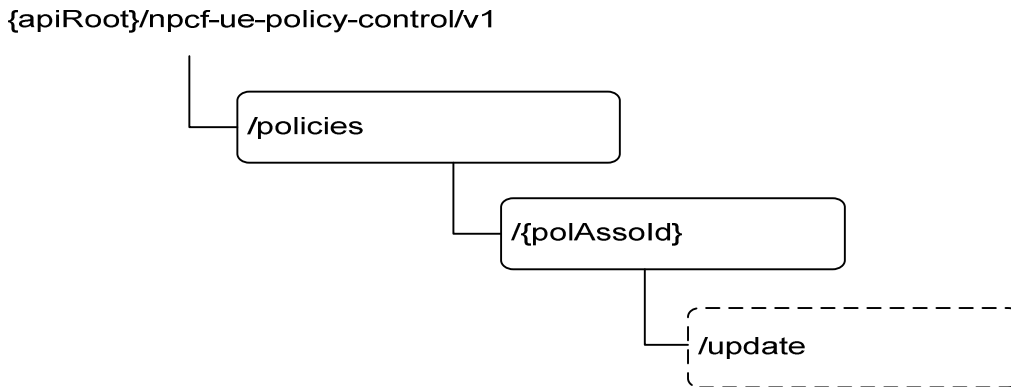 {apiRoot}/npcf-ue-policy-control/v1
/policies
/{polAssoId}
/update